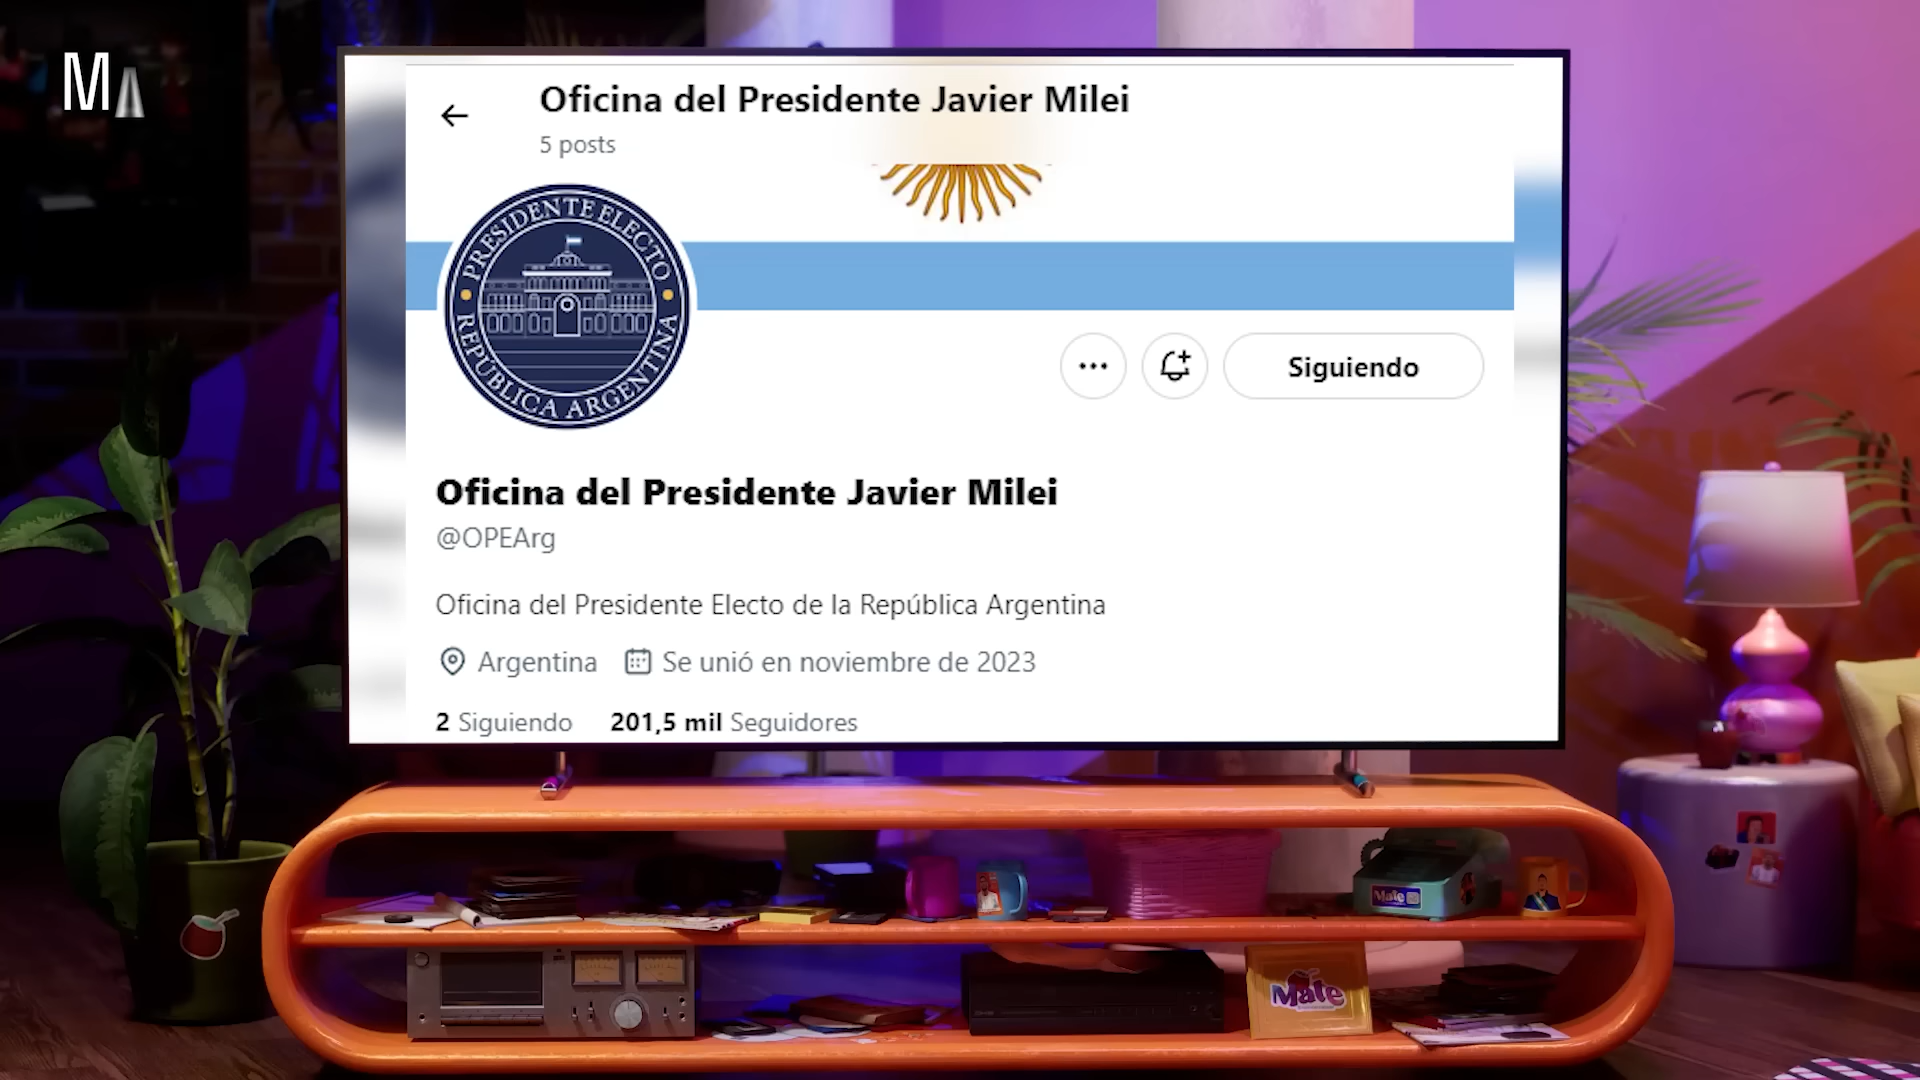 MA
Oficina del Presidente Javier Milei
5 posts
PRESIDENTE ELECTO
REPÚBLICA ARGENTINA
Siguiendo
Oficina del Presidente Javier Milei
@OPEArg
Oficina del Presidente Electo de la República Argentina
Argentina Se unió en noviembre de 2023
2 Siguiendo 201,5 mil Seguidores
Mate
Mate